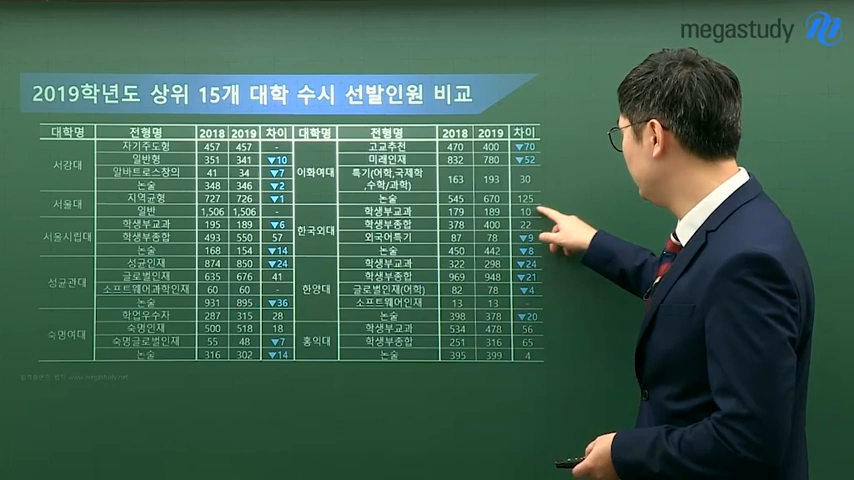 megastudy
2019학년도 상위 15개 대학 수시 선발인원 비교
대학명 전형명 2018 2019 차이 대학명 전형명 2018 2019 차이
서강대 자기주도형 457 457 - 이화여대 고교추천 470 400 ▼70
일반형 351 341 ▼10 미래인재 832 780 ▼52
알바트로스창의 41 34 ▼7 특기(어학,국제학,수학/과학) 163 193 30
논술 348 346 ▼2
서울대 지역균형 727 726 ▼1 논술 545 670 125
일반 1,506 1,506 - 한국외대 학생부교과 179 189 10
서울시립대 학생부교과 195 189 ▼6 학생부종합 378 400 22
학생부종합 493 550 57 외국어특기 87 78 ▼9
논술 168 154 ▼14 논술 450 442 ▼8
성균관대 성균인재 874 850 ▼24 한양대 학생부교과 322 298 ▼24
글로벌인재 635 676 41 학생부종합 969 948 ▼21
소프트웨어과학인재 60 60 - 글로벌인재(어학) 82 78 ▼4
논술 931 895 ▼36 소프트웨어인재 13 13 -
숙명여대 학업우수자 287 315 28 논술 398 378 ▼20
숙명인재 500 518 18 홍익대 학생부교과 534 478 56
숙명글로벌인재 55 48 ▼7 학생부종합 251 316 65
논술 316 302 ▼14 논술 395 399 4
www.megastudy.net